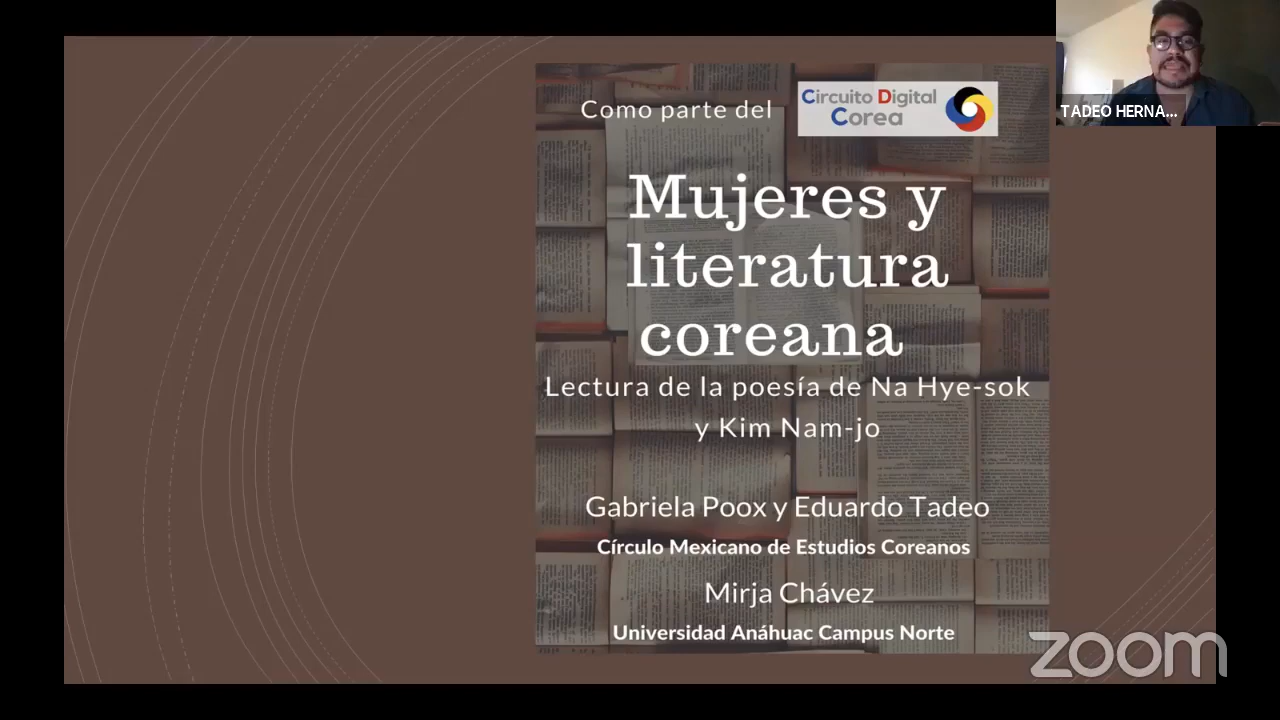 Como parte del
Circuito Digital
Corea
TADEO HERNA...
Mujeres y
literatura
coreana
Lectura de la poesía de Na Hye-sok
y Kim Nam-jo
Gabriela Poox y Eduardo Tadeo
Círculo Mexicano de Estudios Coreanos
Mirja Chávez
Universidad Anáhuac Campus Norte
zoom